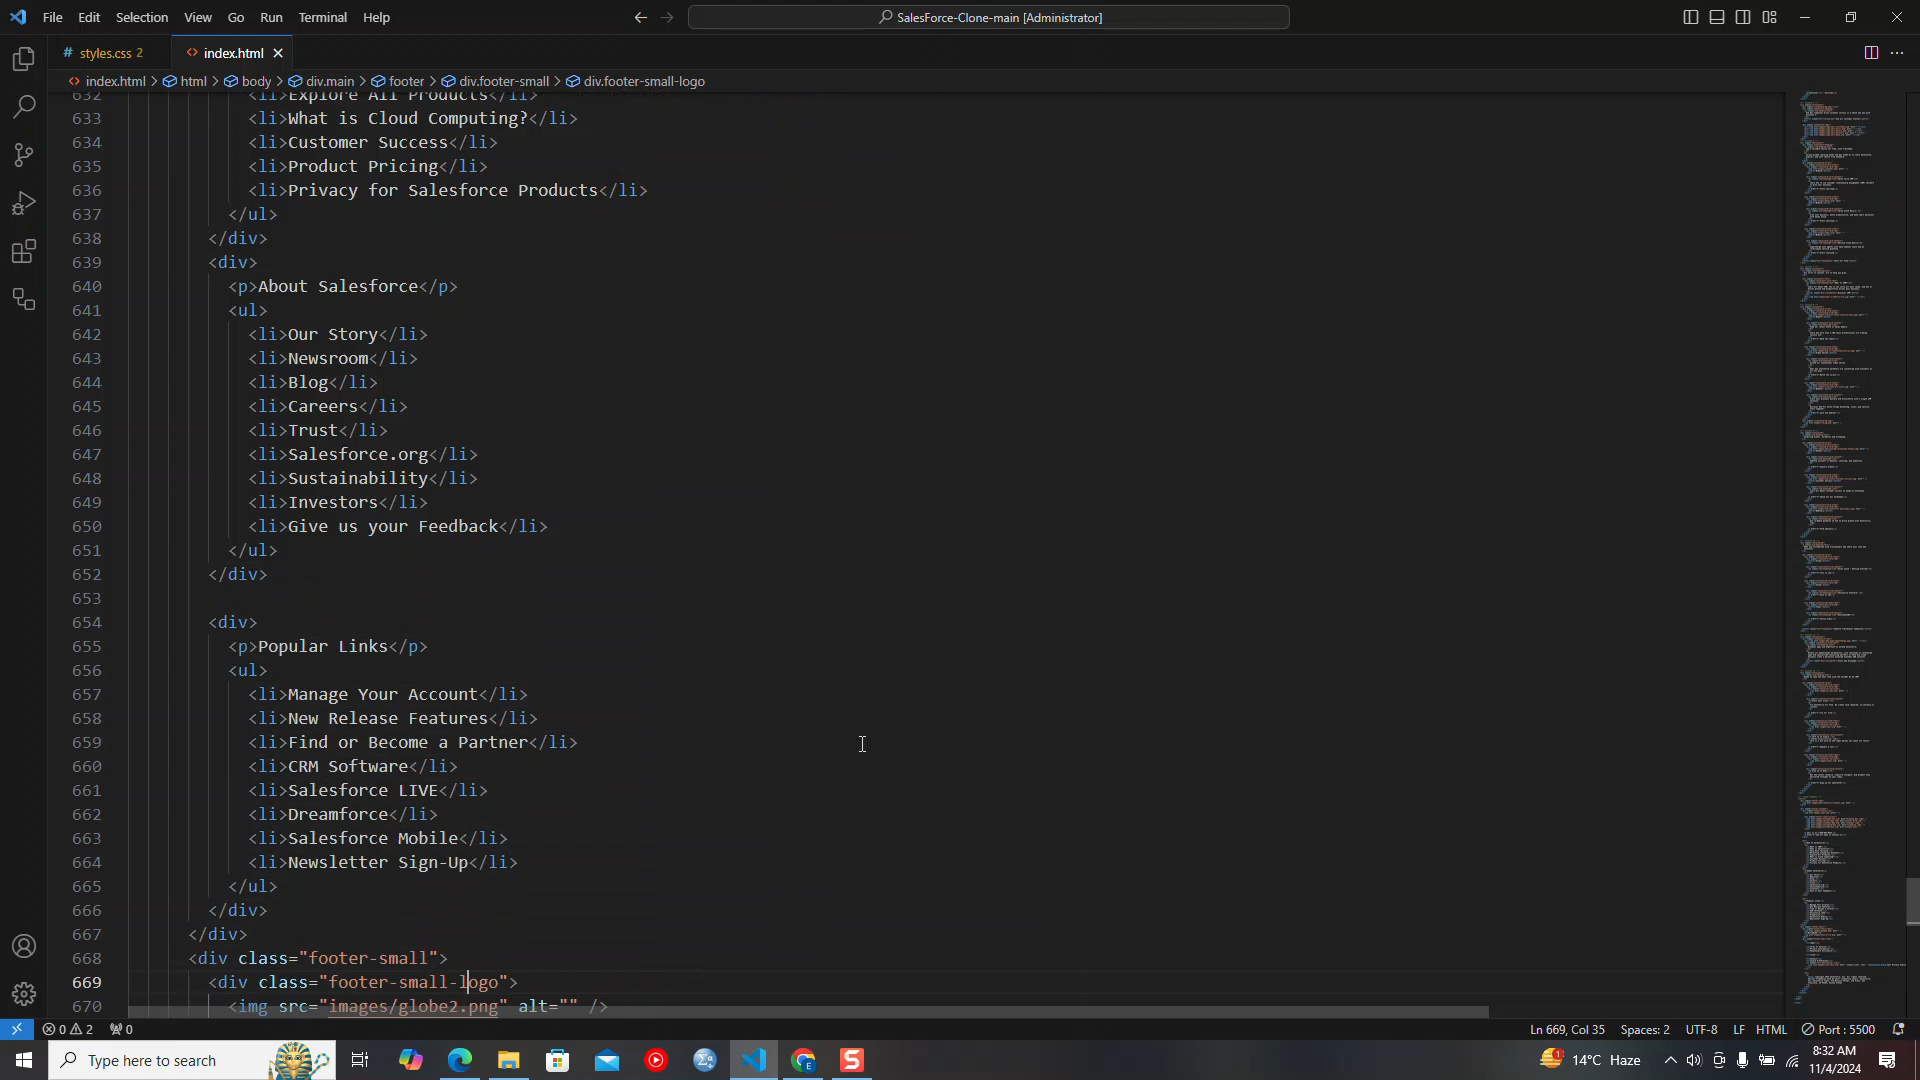 File Edit Selection View Go Run Terminal Help
SalesForce-Clone-main [Administrator]
# styles.css 2
<> index.html
index.html > html > body > div.main > footer > div.footer-small > div.footer-small-logo
632 <li>Explore All Products</li>
633 <li>What is Cloud Computing?</li>
634 <li>Customer Success</li>
635 <li>Product Pricing</li>
636 <li>Privacy for Salesforce Products</li>
637 </ul>
638 </div>
639 <div>
640 <p>About Salesforce</p>
641 <ul>
642 <li>Our Story</li>
643 <li>Newsroom</li>
644 <li>Blog</li>
645 <li>Careers</li>
646 <li>Trust</li>
647 <li>Salesforce.org</li>
648 <li>Sustainability</li>
649 <li>Investors</li>
650 <li>Give us your Feedback</li>
651 </ul>
652 </div>
653
654 <div>
655 <p>Popular Links</p>
656 <ul>
657 <li>Manage Your Account</li>
658 <li>New Release Features</li>
659 <li>Find or Become a Partner</li>
660 <li>CRM Software</li>
661 <li>Salesforce LIVE</li>
662 <li>Dreamforce</li>
663 <li>Salesforce Mobile</li>
664 <li>Newsletter Sign-Up</li>
665 </ul>
666 </div>
667 </div>
668 <div class="footer-small">
669 <div class="footer-small-logo">
670 <img src="images/globe2.png" alt="" />
0 2 0
Ln 669, Col 35 Spaces: 2 UTF-8 LF HTML Port : 5500
Type here to search
14°C Haze
8:32 AM
11/4/2024